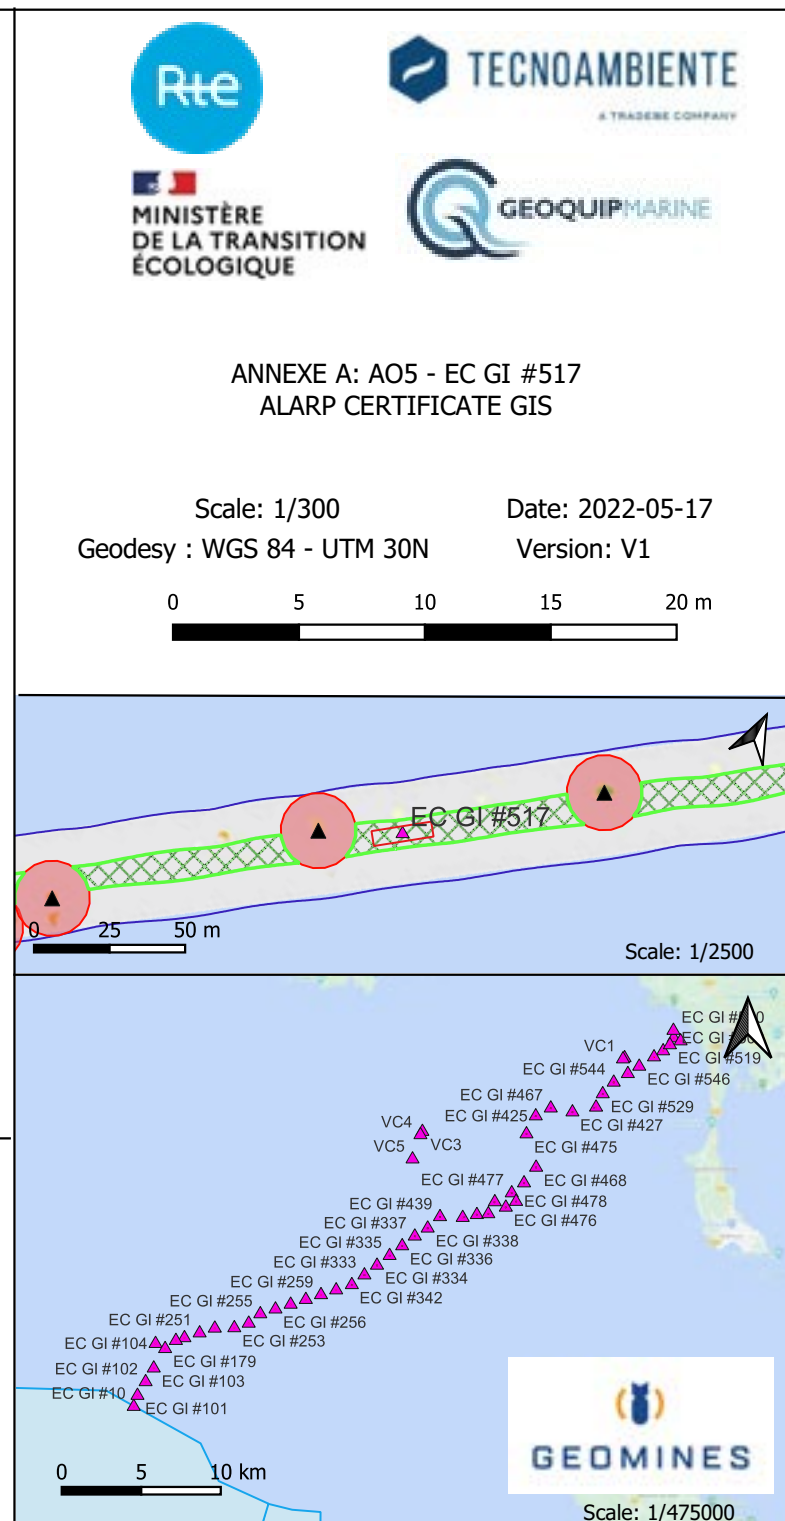 Rte
TECNOAMBIENTE
A TRADEBE COMPANY
MINISTÈRE
DE LA TRANSITION
ÉCOLOGIQUE
GEOQUIPMARINE
ANNEXE A: AO5 - EC GI #517
ALARP CERTIFICATE GIS
Scale: 1/300
Date: 2022-05-17
Geodesy : WGS 84 - UTM 30N
Version: V1
0 5 10 15 20 m
EC GI #517
0 25 50 m
Scale: 1/2500
EC GI
VC1
EC GI #519
EC GI #544
EC GI #546
EC GI #467
EC GI #529
EC GI #425
EC GI #427
VC4
VC3
EC GI #475
VC5
EC GI #477
EC GI #468
EC GI #439
EC GI #478
EC GI #337
EC GI #476
EC GI #335
EC GI #338
EC GI #333
EC GI #336
EC GI #259
EC GI #334
EC GI #255
EC GI #342
EC GI #251
EC GI #256
EC GI #104
EC GI #253
EC GI #102
EC GI #179
EC GI #103
EC GI #10
EC GI #101
GEOMINES
0 5 10 km
Scale: 1/475000